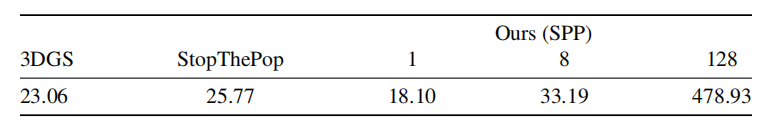 Ours (SPP)
3DGS StopThePop 1 8 128
23.06 25.77 18.10 33.19 478.93